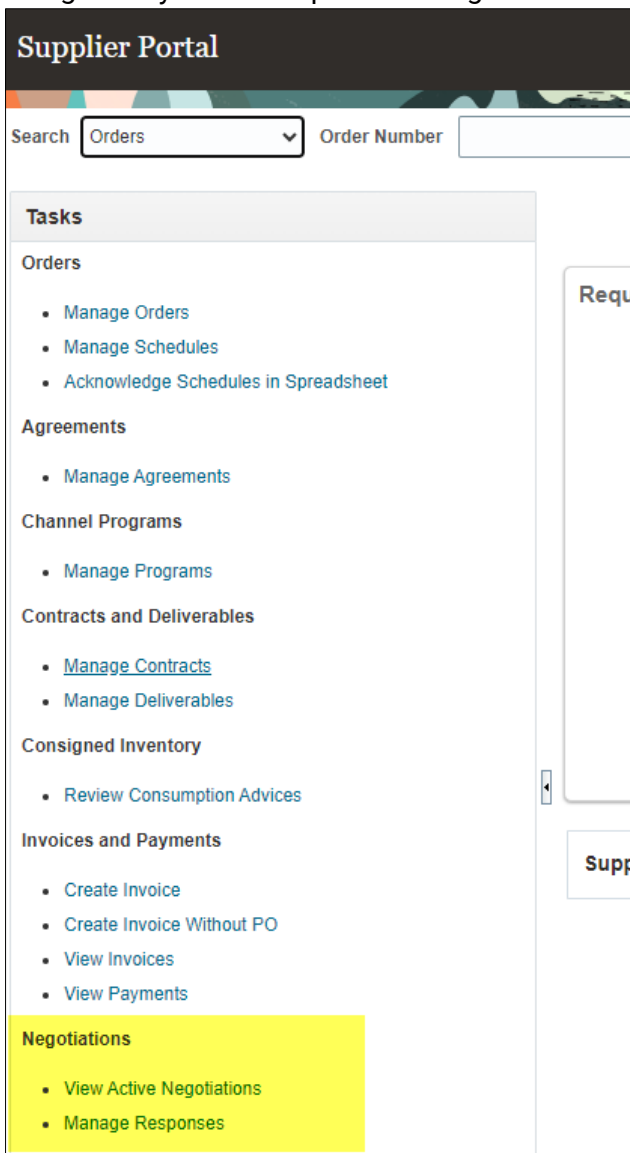 Supplier Portal
Search Orders Order Number
Tasks
Orders
Manage Orders
Manage Schedules
Acknowledge Schedules in Spreadsheet
Agreements
Manage Agreements
Channel Programs
Manage Programs
Contracts and Deliverables
Manage Contracts
Manage Deliverables
Consigned Inventory
Review Consumption Advices
Invoices and Payments
Create Invoice
Create Invoice Without PO
View Invoices
View Payments
Negotiations
View Active Negotiations
Manage Responses
Requ
Supp